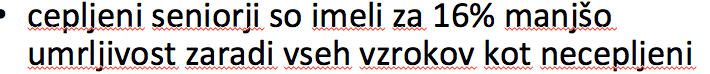 • cepljeni seniorji so imeli za 16% manjšo
umrljivost zaradi vseh vzrokov kot necepljeni